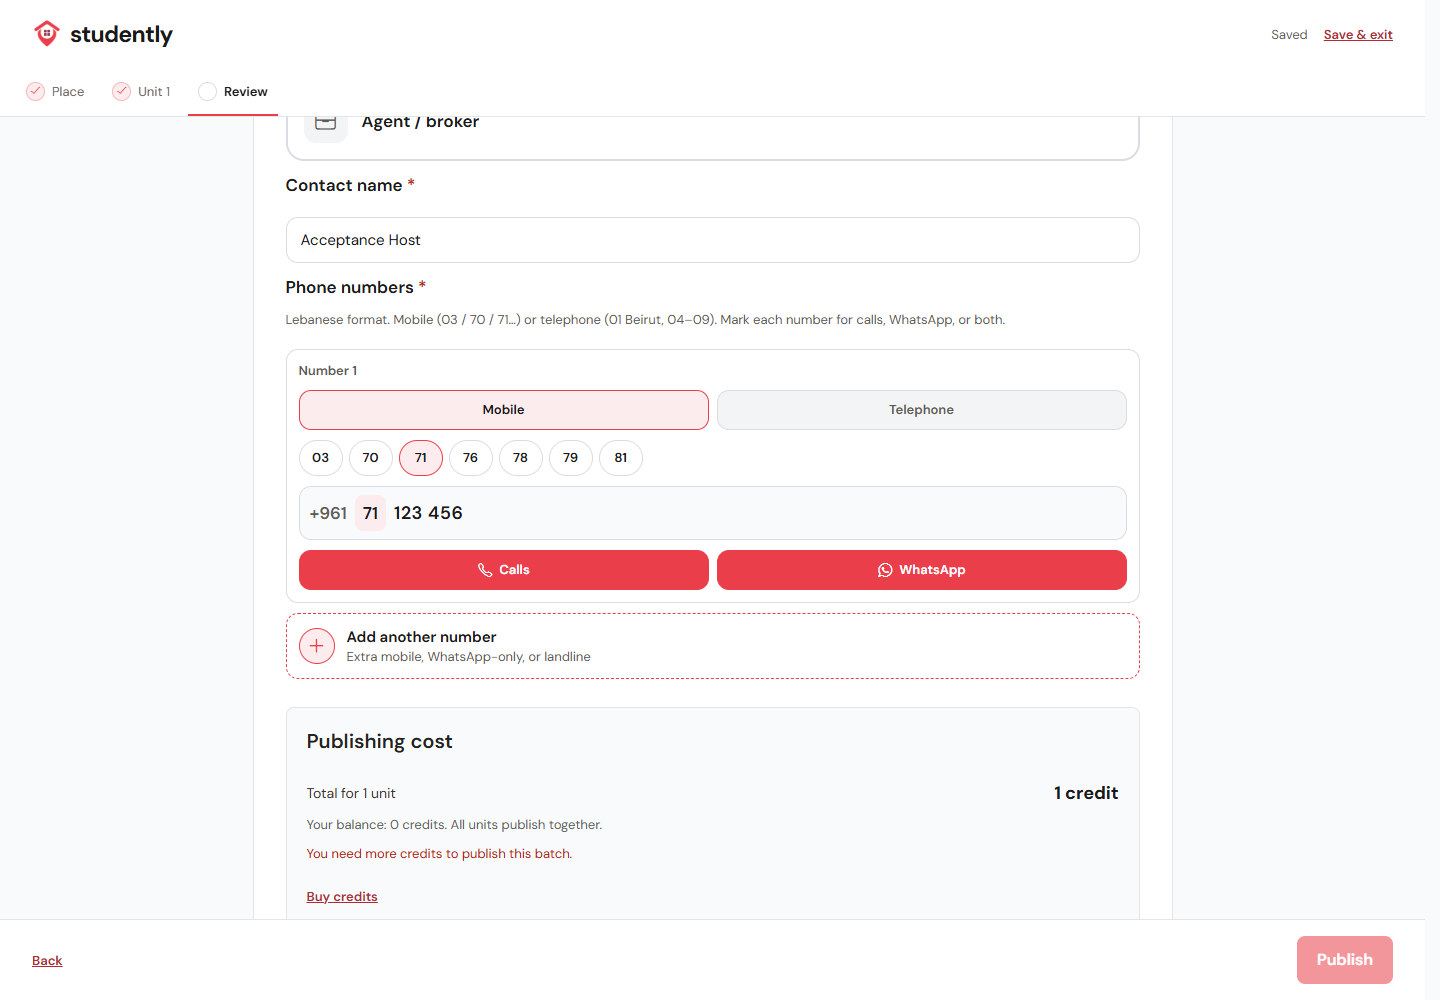 studently
Saved
Save & exit
Place
Unit 1
Review
Agent / broker
Contact name *
Acceptance Host
Phone numbers *
Lebanese format. Mobile (03 / 70 / 71…) or telephone (01 Beirut, 04–09). Mark each number for calls, WhatsApp, or both.
Number 1
Mobile
Telephone
03
70
71
76
78
79
81
+961 71 123 456
Calls
WhatsApp
Add another number
Extra mobile, WhatsApp-only, or landline
Publishing cost
Total for 1 unit
1 credit
Your balance: 0 credits. All units publish together.
You need more credits to publish this batch.
Buy credits
Back
Publish